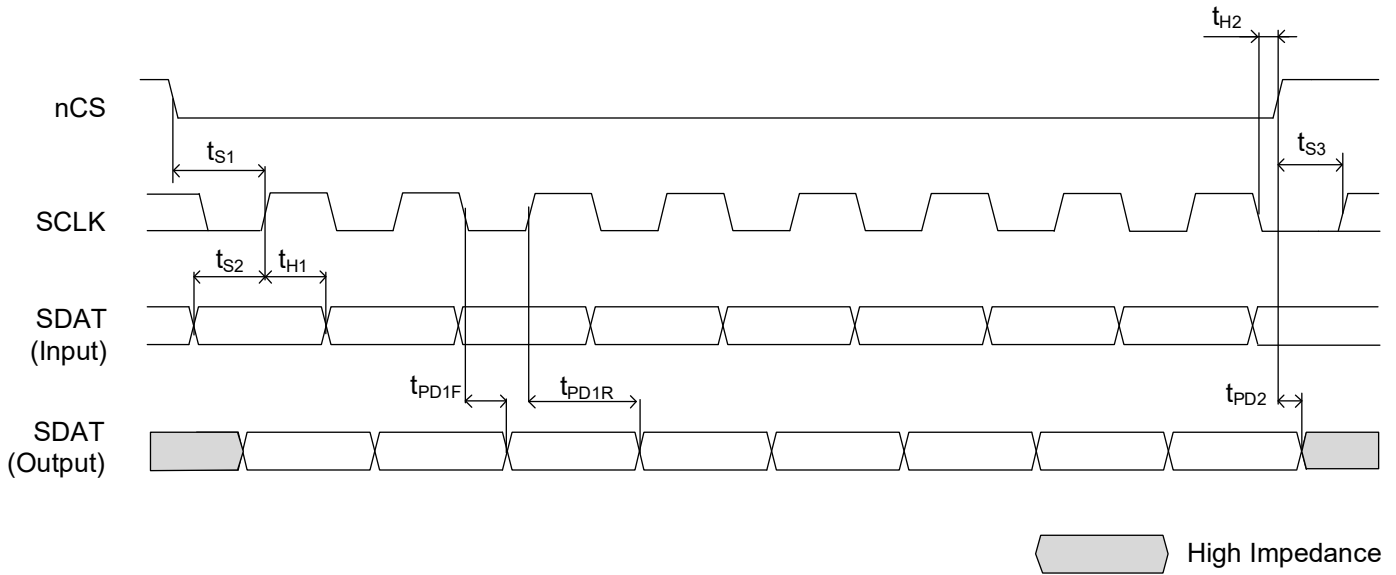 tH2
nCS
tS1
tS3
SCLK
tS2
tH1
SDAT
(Input)
tPD1F
tPD1R
tPD2
SDAT
(Output)
High Impedance